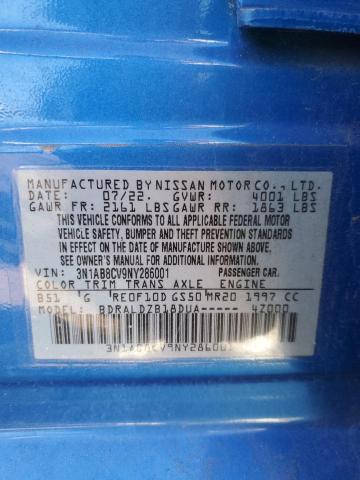 MANUFACTURED BY NISSAN MOTOR CO., LTD.
DATE: 07/22. GVWR: 4001 LBS
GAWR FR: 2161 LBS GAWR RR: 1863 LBS
THIS VEHICLE CONFORMS TO ALL APPLICABLE FEDERAL MOTOR
VEHICLE SAFETY, BUMPER AND THEFT PREVENTION STANDARDS
IN EFFECT ON THE DATE OF MANUFACTURE SHOWN ABOVE.
SEE OWNER'S MANUAL FOR ADDITIONAL INFORMATION.
VIN: 3N1AB8CV9NY286001 PASSENGER CAR.
COLOR TRIM TRANS AXLE ENGINE
B51 G RE0F10D GS50 MR20 1997 CC
MODEL: BDRALDZB18DUA----- 4Z000
3N1AB8CV9NY286001